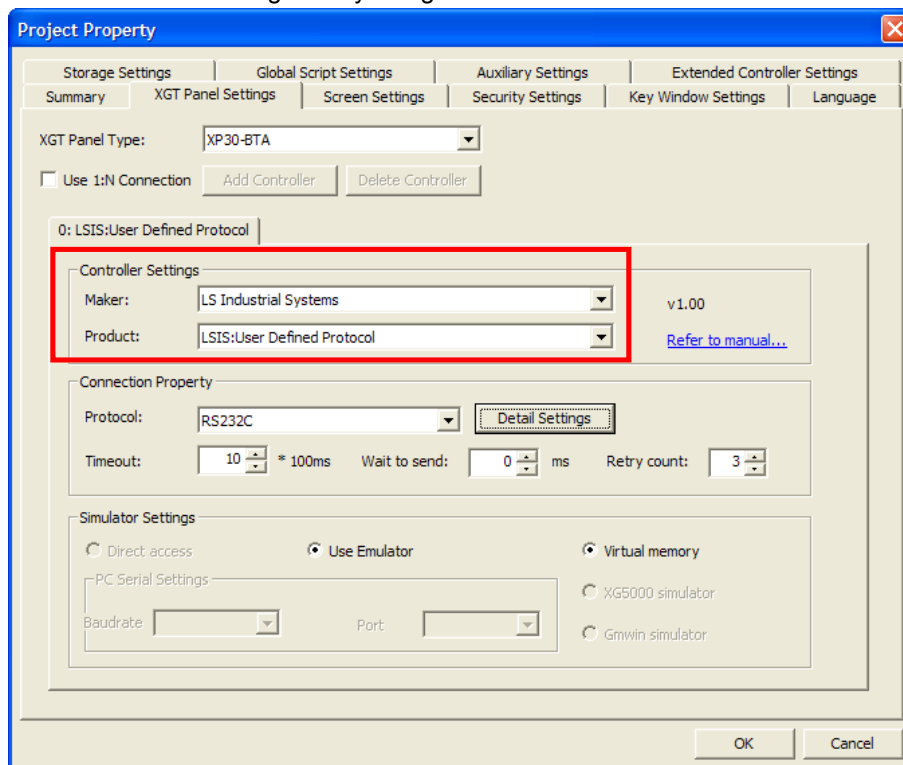 Project Property
Storage Settings Global Script Settings Auxiliary Settings Extended Controller Settings
Summary XGT Panel Settings Screen Settings Security Settings Key Window Settings Language
XGT Panel Type: XP30-BTA
Use 1:N Connection Add Controller Delete Controller
0: LSIS:User Defined Protocol
Controller Settings
Maker: LS Industrial Systems v1.00
Product: LSIS:User Defined Protocol Refer to manual...
Connection Property
Protocol: RS232C Detail Settings
Timeout: 10 * 100ms Wait to send: 0 ms Retry count: 3
Simulator Settings
Direct access Use Emulator Virtual memory
PC Serial Settings
XG5000 simulator
Baudrate Port
Gmwin simulator
OK Cancel